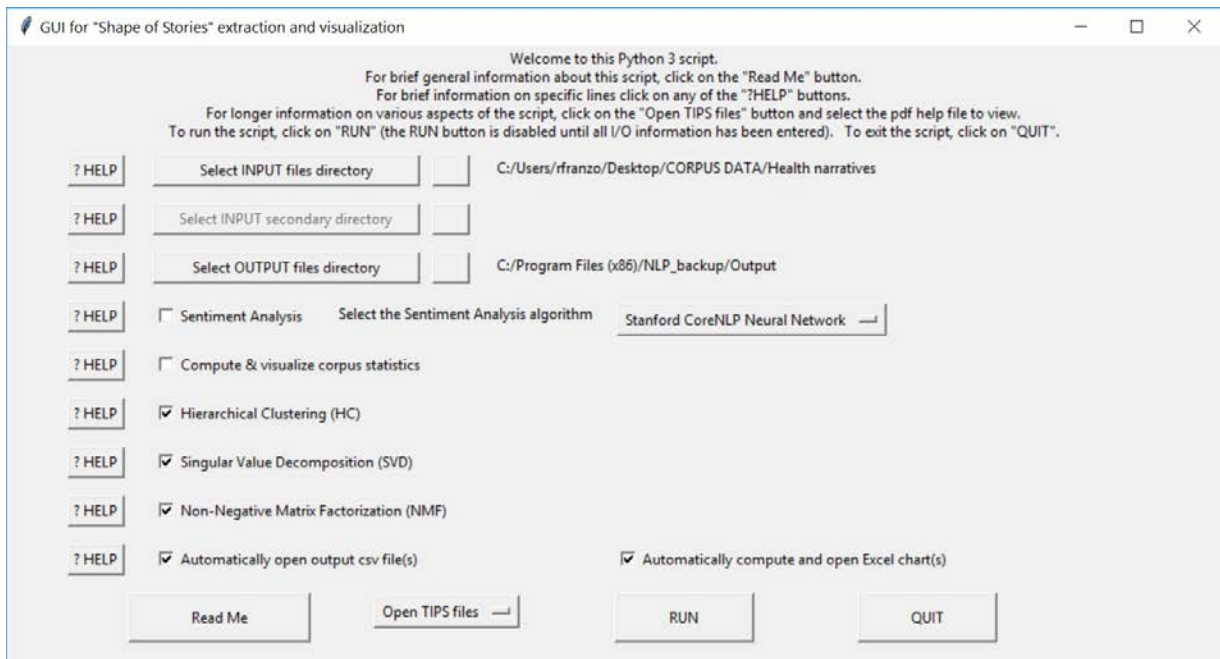 GUI for "Shape of Stories" extraction and visualization
Welcome to this Python 3 script.
For brief general information about this script, click on the "Read Me" button.
For brief information on specific lines click on any of the "?HELP" buttons.
For longer information on various aspects of the script, click on the "Open TIPS files" button and select the pdf help file to view.
To run the script, click on "RUN" (the RUN button is disabled until all I/O information has been entered). To exit the script, click on "QUIT".
? HELP Select INPUT files directory C:/Users/rfranzo/Desktop/CORPUS DATA/Health narratives
? HELP Select INPUT secondary directory
? HELP Select OUTPUT files directory C:/Program Files (x86)/NLP_backup/Output
? HELP Sentiment Analysis Select the Sentiment Analysis algorithm Stanford CoreNLP Neural Network
? HELP Compute & visualize corpus statistics
? HELP Hierarchical Clustering (HC)
? HELP Singular Value Decomposition (SVD)
? HELP Non-Negative Matrix Factorization (NMF)
? HELP Automatically open output csv file(s) Automatically compute and open Excel chart(s)
Read Me Open TIPS files RUN QUIT